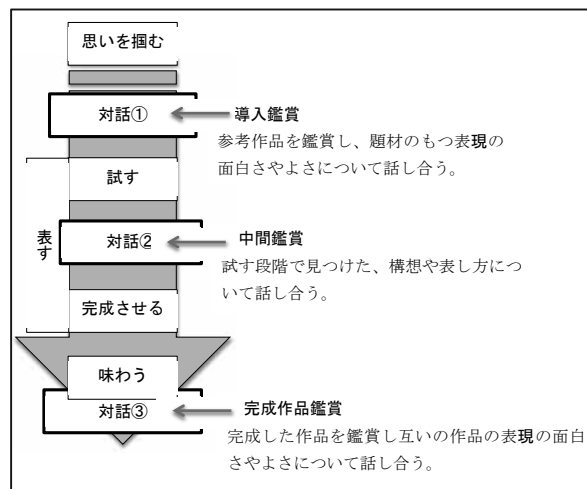 思いを掴む
対話①
導入鑑賞
参考作品を鑑賞し、題材のもつ表現の
面白さやよさについて話し合う。
試す
表す
対話②
中間鑑賞
試す段階で見つけた、構想や表し方につ
いて話し合う。
完成させる
味わう
対話③
完成作品鑑賞
完成した作品を鑑賞し互いの作品の表現の面白
さやよさについて話し合う。